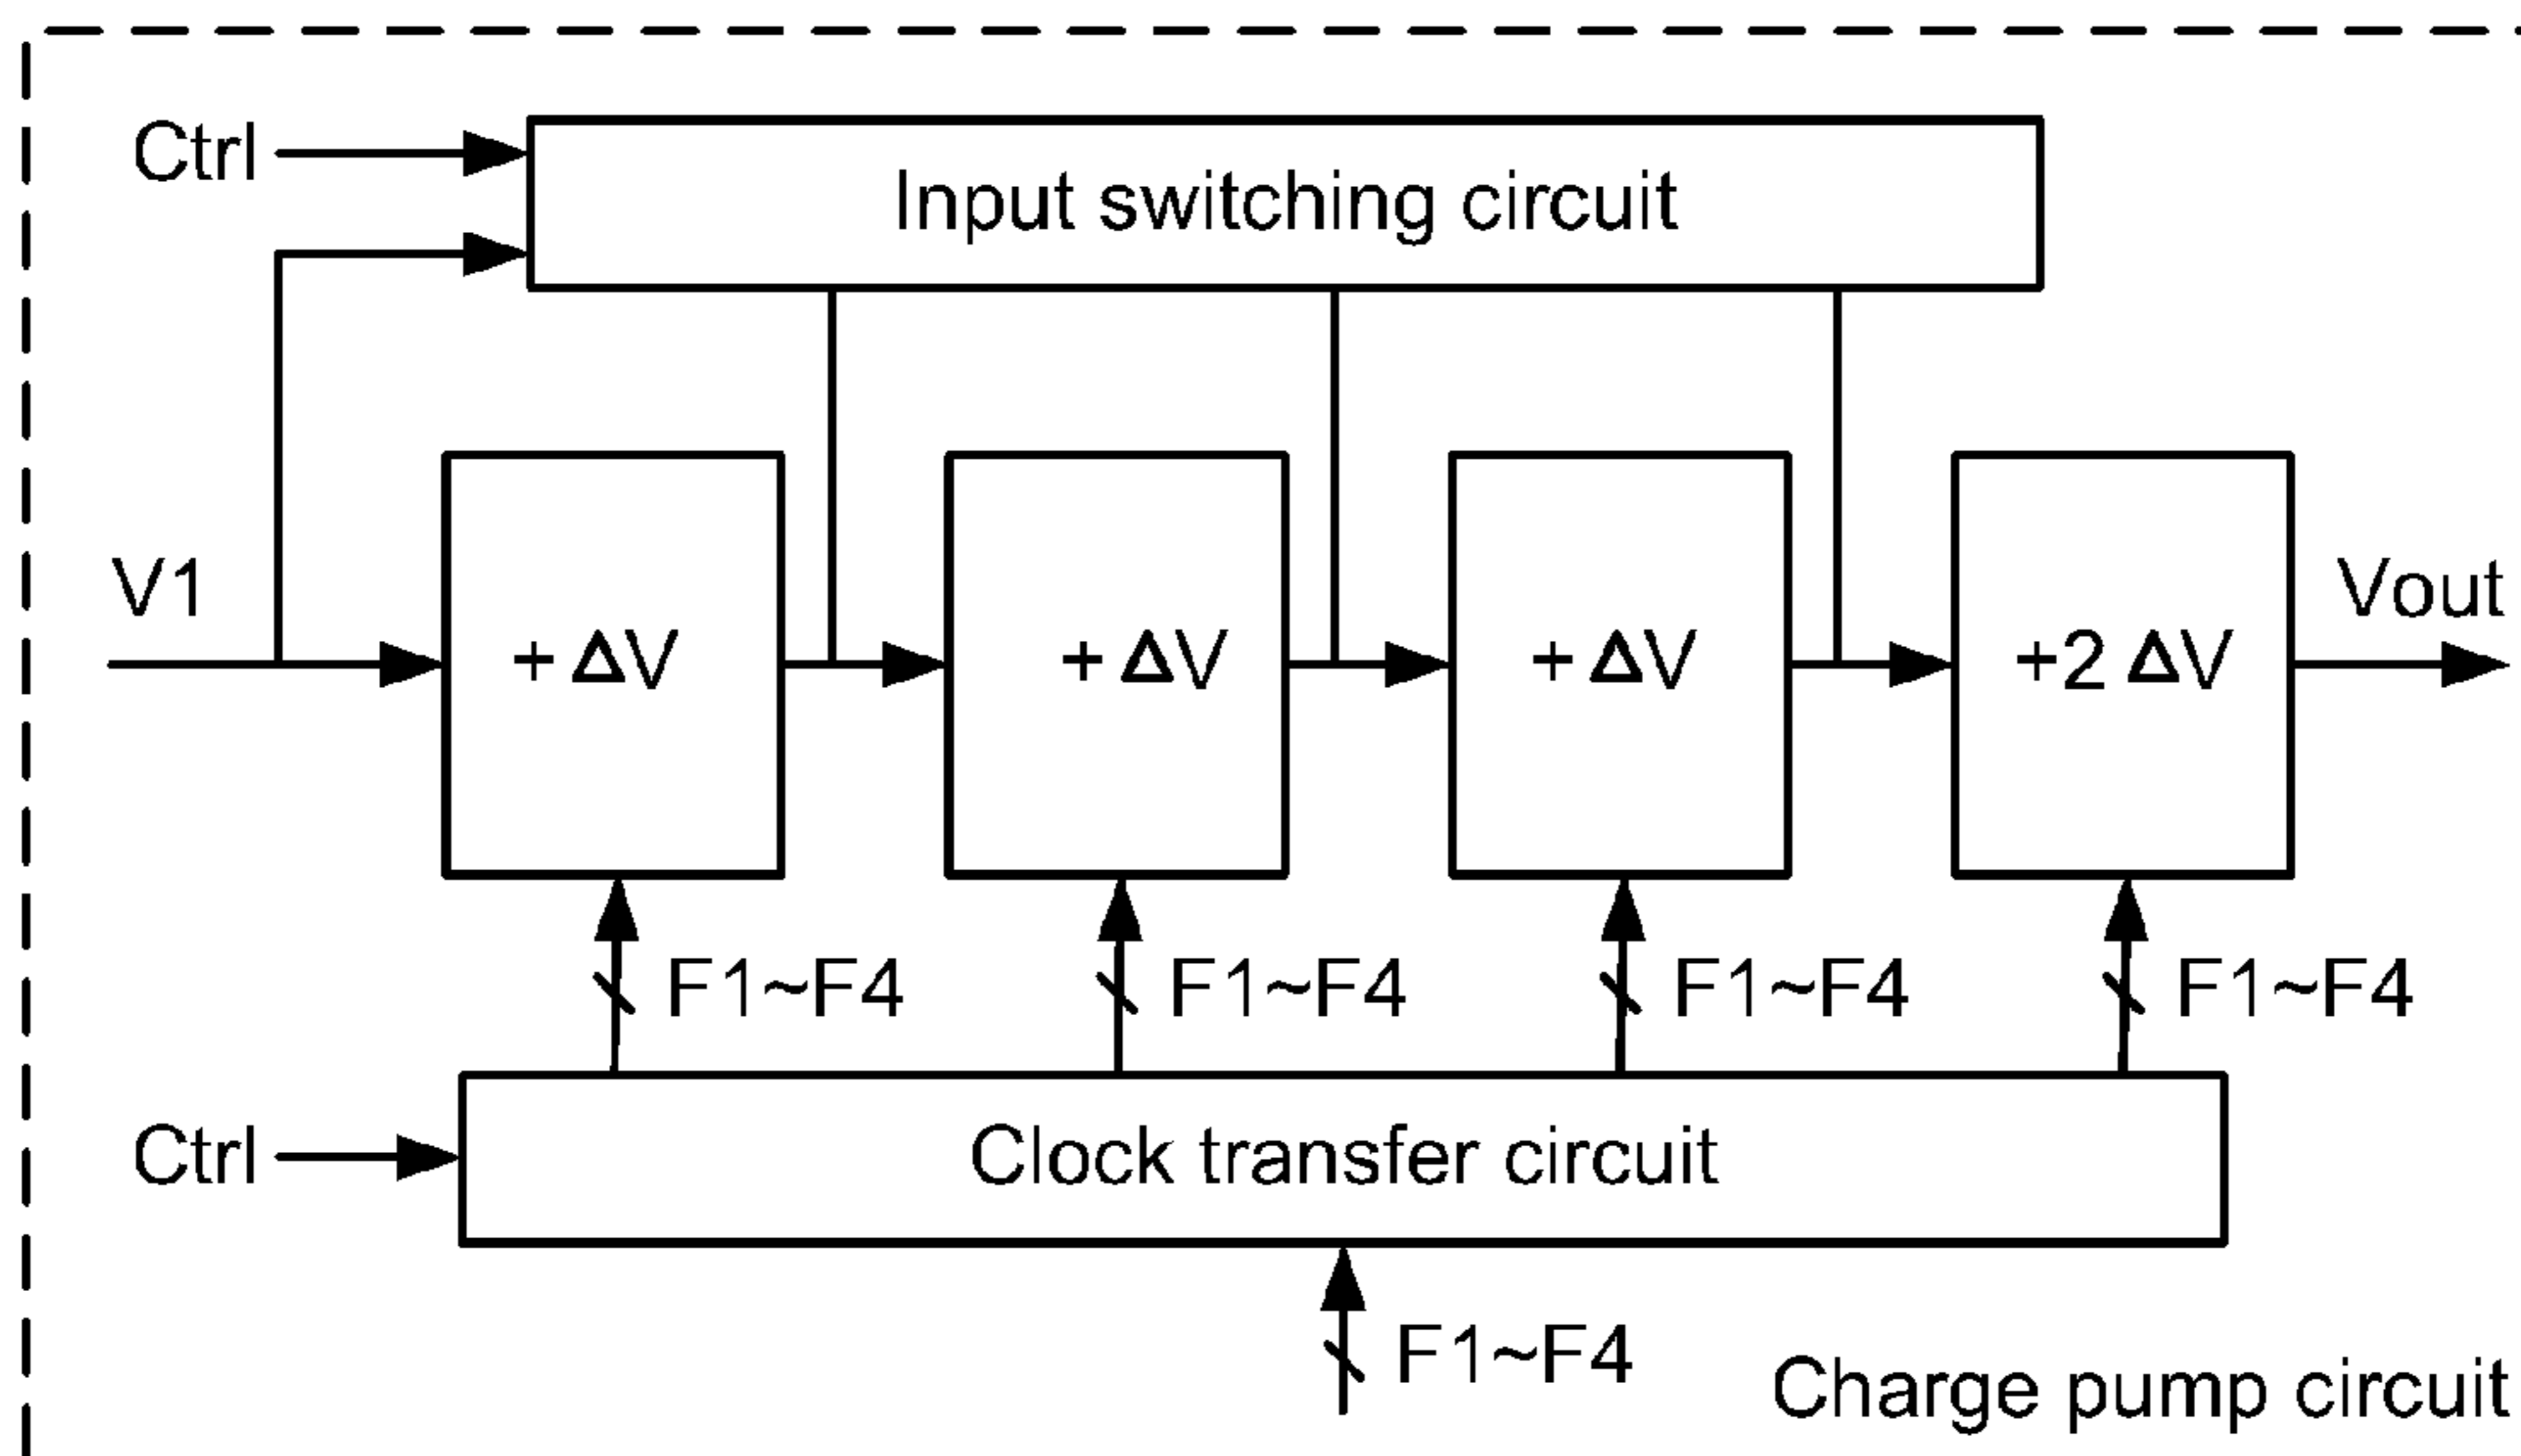 Ctrl
Input switching circuit
V1
+ ΔV
+ ΔV
+ ΔV
+2 ΔV
Vout
F1~F4
F1~F4
F1~F4
F1~F4
Ctrl
Clock transfer circuit
F1~F4
Charge pump circuit